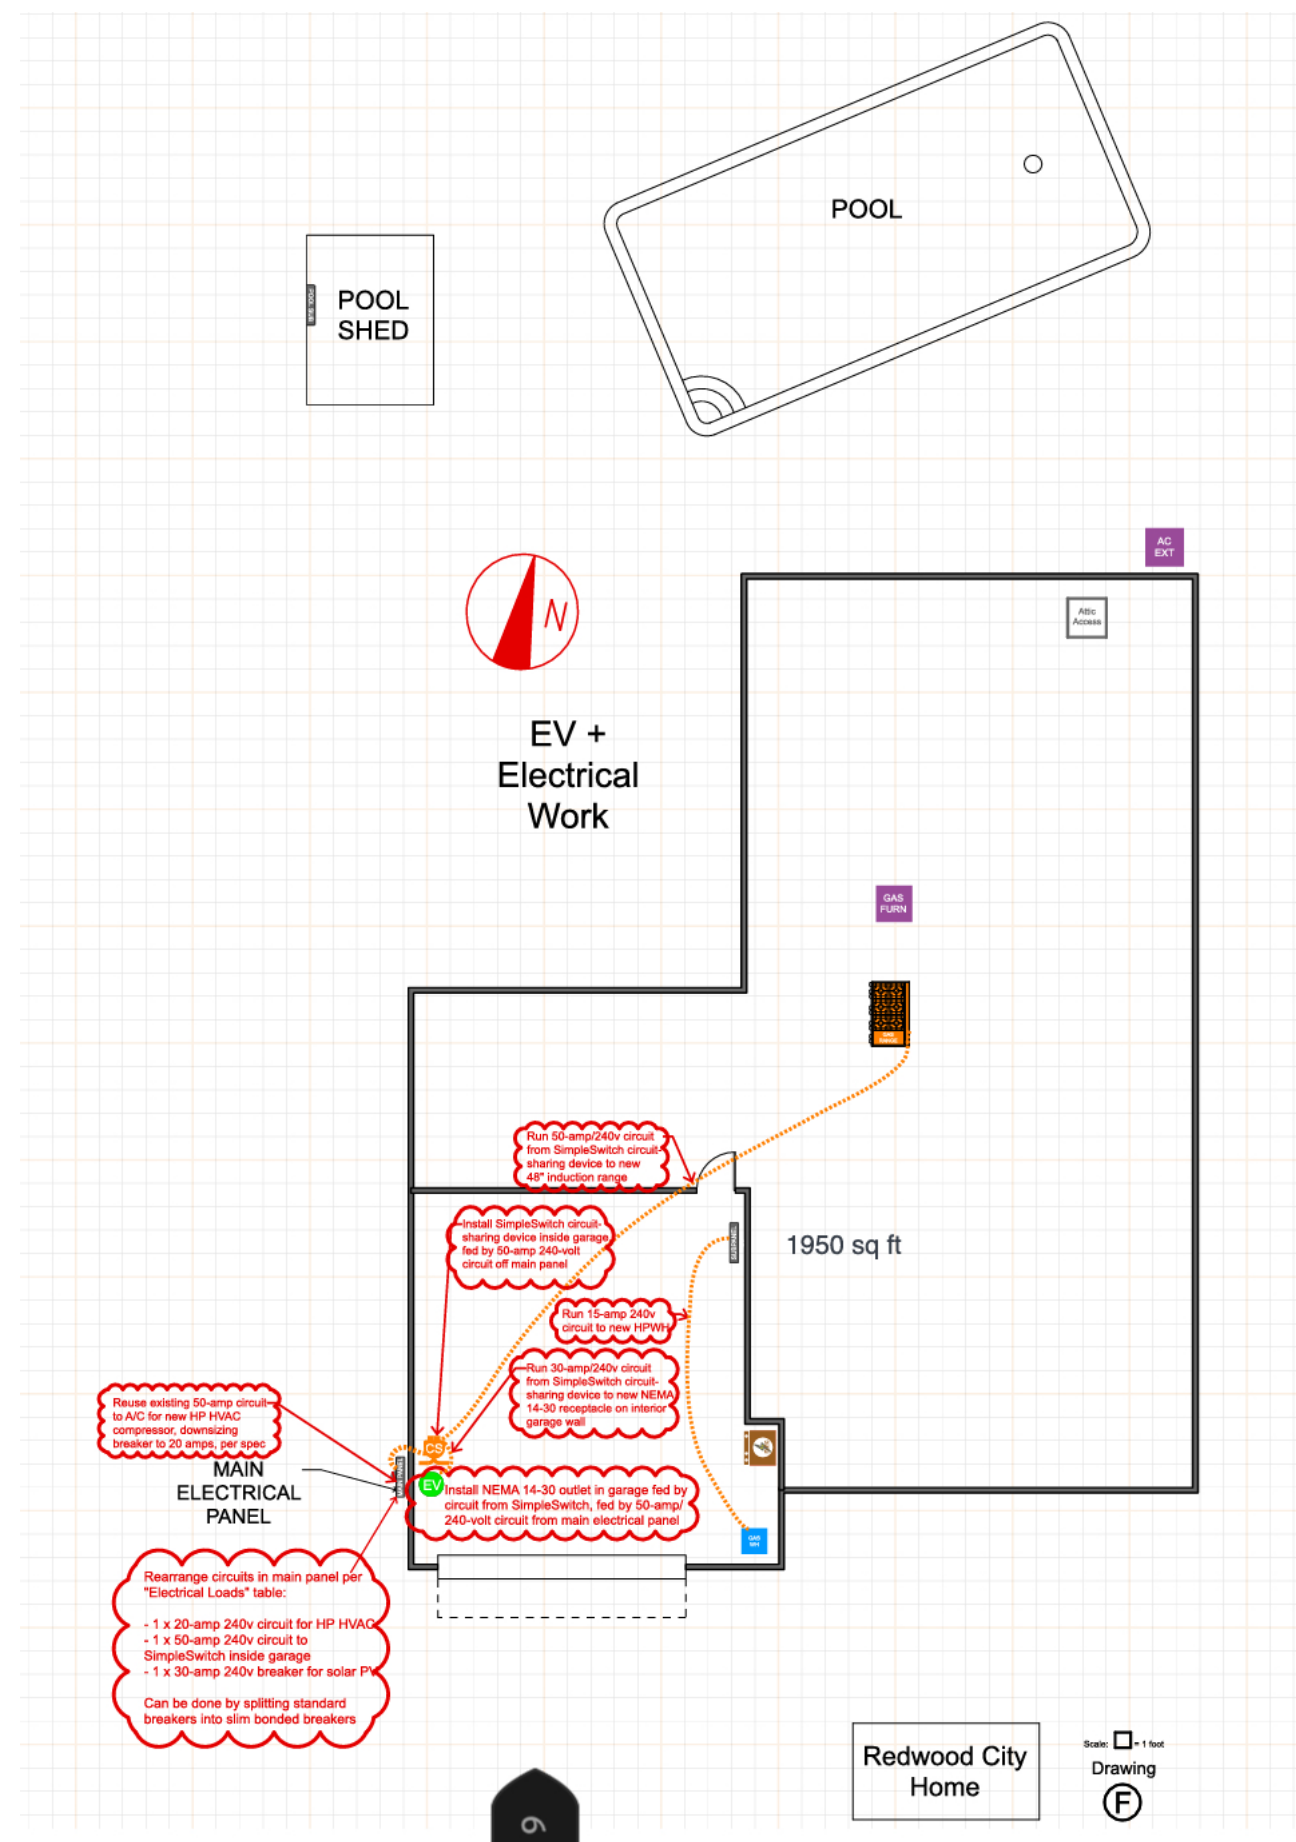 POOL
POOL
SHED
POOL SUB
AC
EXT
Attic
Access
N
EV +
Electrical
Work
GAS
FURN
GAS
RANGE
Run 50-amp/240v circuit
from SimpleSwitch circuit-
sharing device to new
48" induction range
Install SimpleSwitch circuit-
sharing device inside garage
fed by 50-amp 240-volt
circuit off main panel
SUBPANEL
1950 sq ft
Run 15-amp 240v
circuit to new HPWH
Run 30-amp/240v circuit
from SimpleSwitch circuit-
sharing device to new NEMA
14-30 receptacle on interior
garage wall
Reuse existing 50-amp circuit
to A/C for new HP HVAC
compressor, downsizing
breaker to 20 amps, per spec
CS
MAIN
ELECTRICAL
PANEL
EV
Install NEMA 14-30 outlet in garage fed by
circuit from SimpleSwitch, fed by 50-amp/
240-volt circuit from main electrical panel
GAS
WH
Rearrange circuits in main panel per
"Electrical Loads" table:
- 1 x 20-amp 240v circuit for HP HVAC
- 1 x 50-amp 240v circuit to
SimpleSwitch inside garage
- 1 x 30-amp 240v breaker for solar PV
Can be done by splitting standard
breakers into slim bonded breakers
Redwood City
Home
Scale: = 1 foot
Drawing
F
6